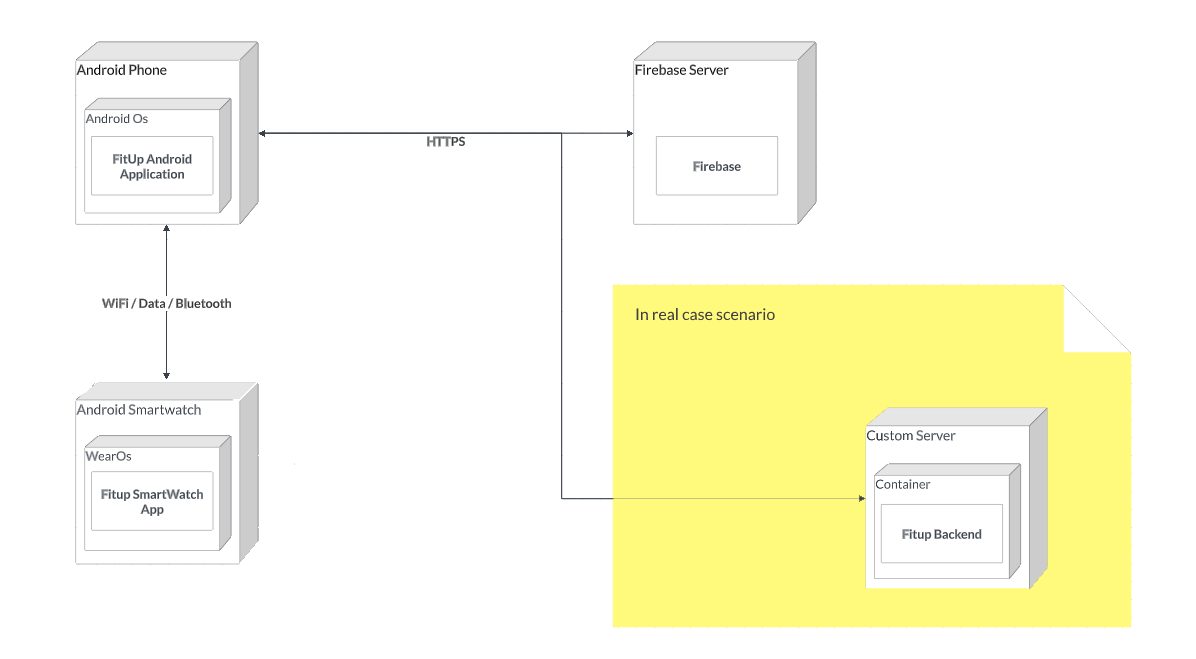 Android Phone
Android Os
FitUp Android
Application
HTTPS
Firebase Server
Firebase
WiFi / Data / Bluetooth
In real case scenario
Android Smartwatch
WearOs
Fitup SmartWatch
App
Custom Server
Container
Fitup Backend